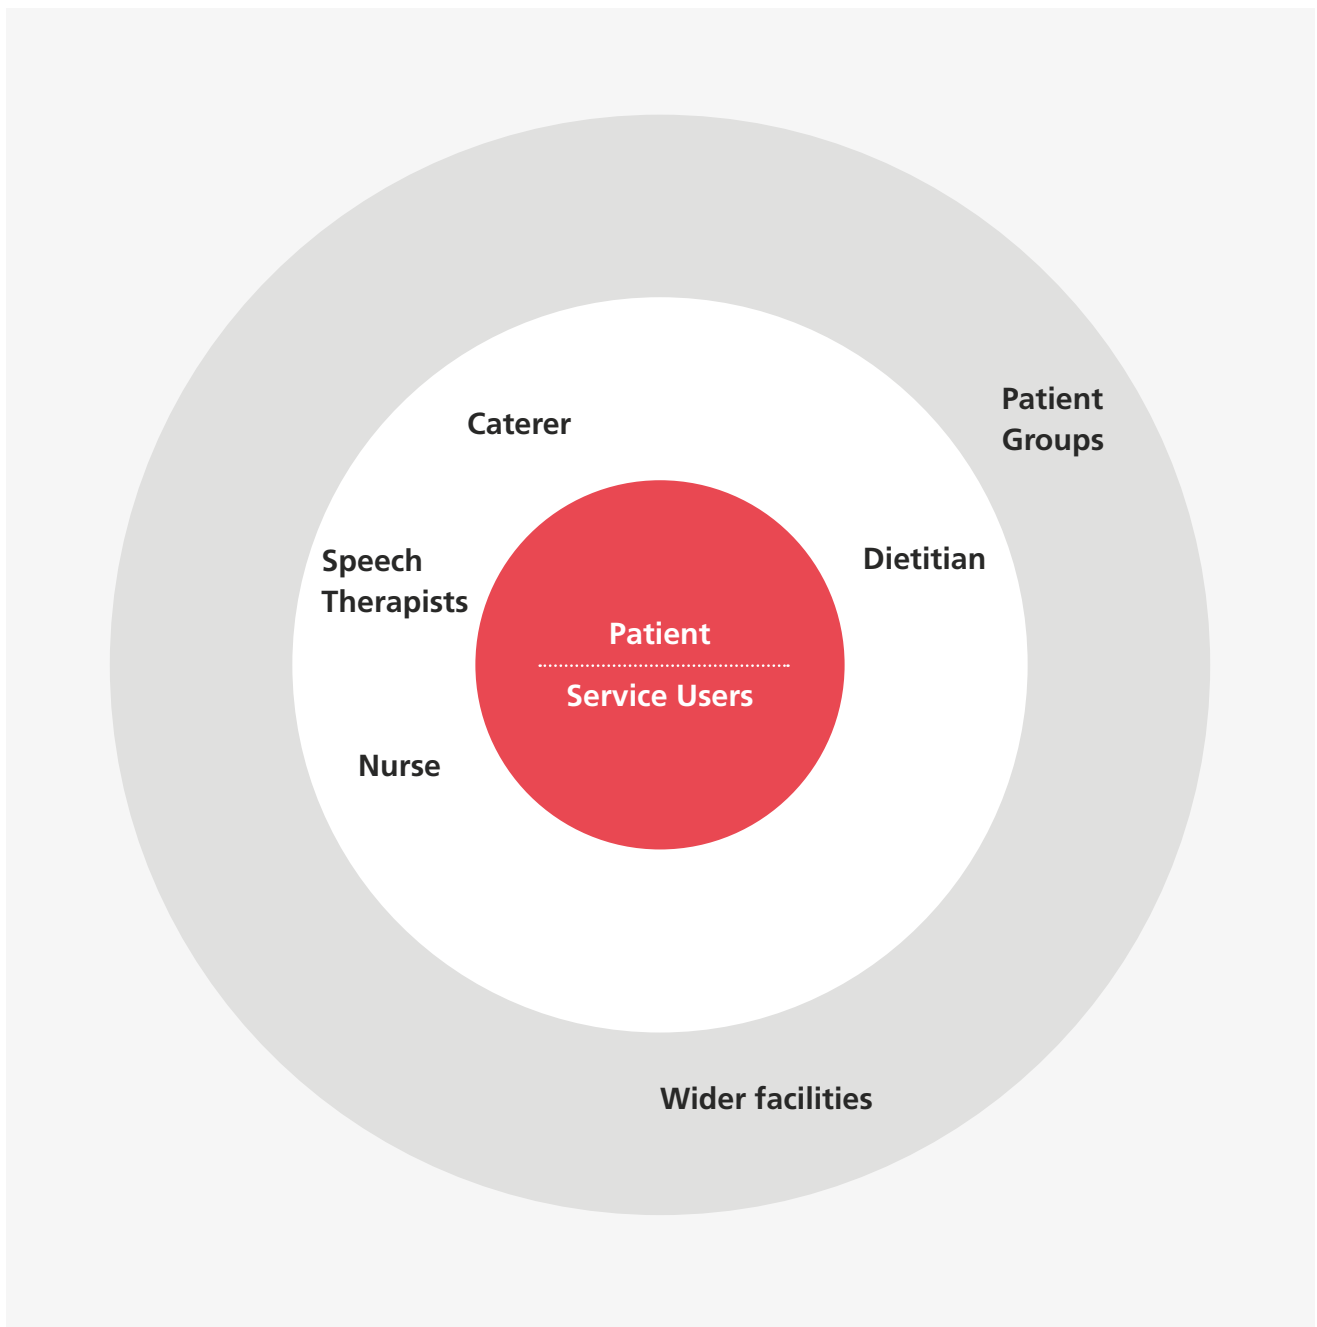 Patient
Groups
Caterer
Speech
Therapists
Dietitian
Patient
Service Users
Nurse
Wider facilities